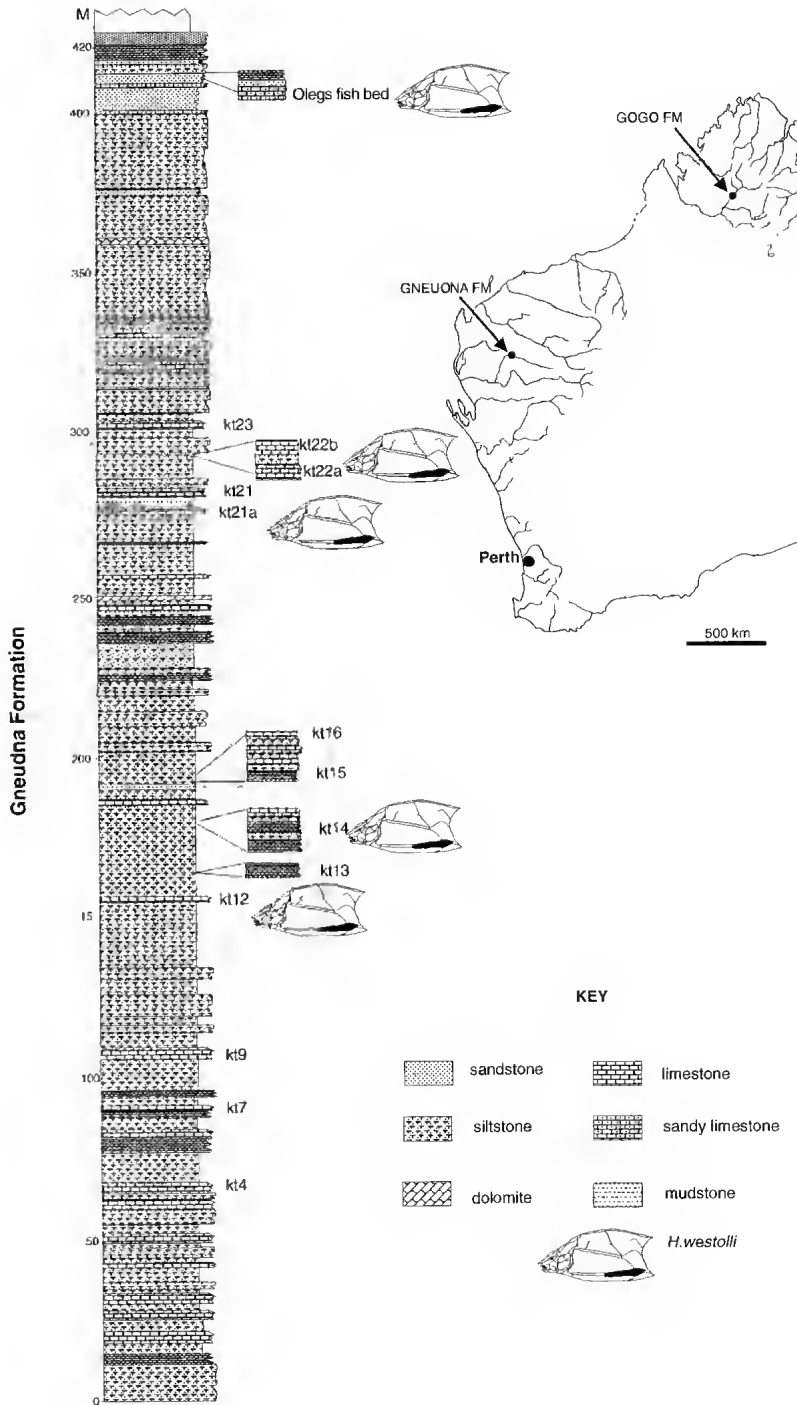 M
420
400
350
300
250
200
15
100
50
0
Gneudna Formation
Olegs fish bed
kt23
kt22b
kt22a
kt21
kt21a
kt16
kt15
kt14
kt13
kt12
kt9
kt7
kt4
GOGO FM
GNEUONA FM
Perth
500 km
KEY
sandstone
limestone
siltstone
sandy limestone
dolomite
mudstone
H.westolli